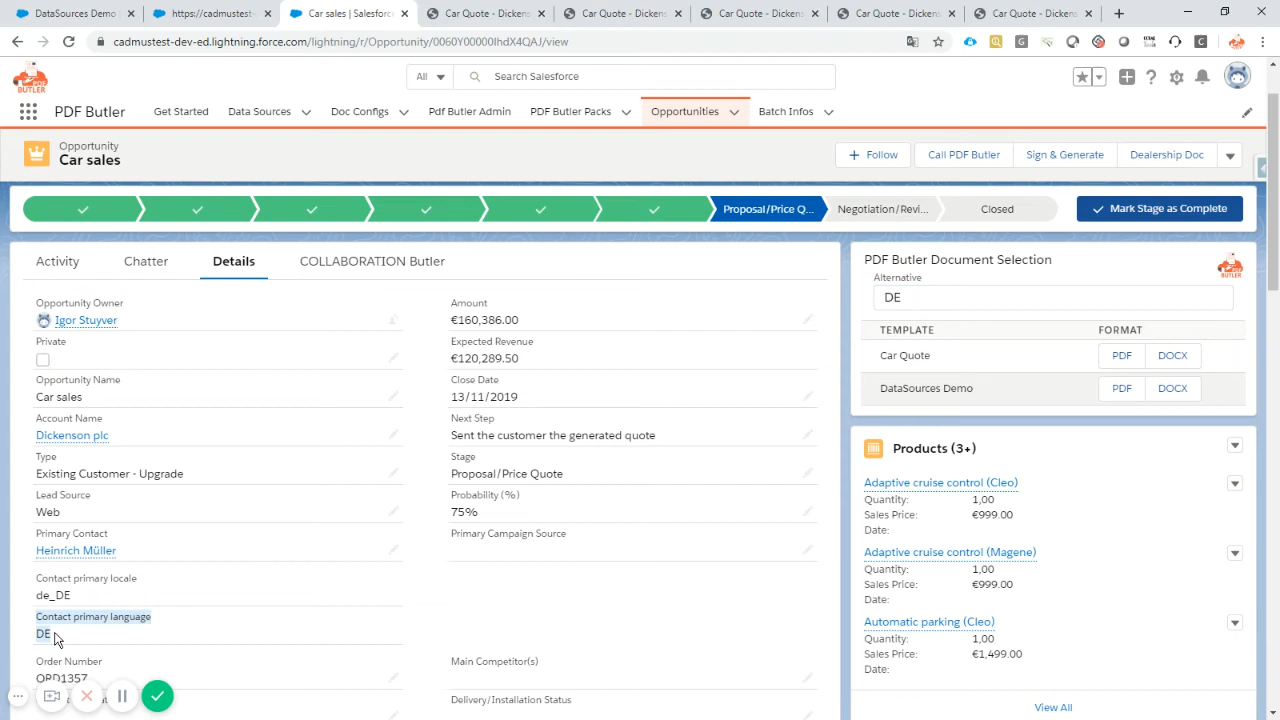 DataSources Demo
https://cadmustest-
Car sales | Salesforce
Car Quote - Dickens
Car Quote - Dickens
Car Quote - Dickens
Car Quote - Dickens
Car Quote - Dickens
cadmustest-dev-ed.lightning.force.com/lightning/r/Opportunity/0060Y00000IhdX4QAJ/view
PDF BUTLER
All
Search Salesforce
PDF Butler
Get Started
Data Sources
Doc Configs
Pdf Butler Admin
PDF Butler Packs
Opportunities
Batch Infos
Opportunity
Car sales
Follow
Call PDF Butler
Sign & Generate
Dealership Doc
Proposal/Price Q...
Negotiation/Revi...
Closed
Mark Stage as Complete
Activity
Chatter
Details
COLLABORATION Butler
Opportunity Owner
Igor Stuyver
Private
Opportunity Name
Car sales
Account Name
Dickenson plc
Type
Existing Customer - Upgrade
Lead Source
Web
Primary Contact
Heinrich Müller
Contact primary locale
de_DE
Contact primary language
DE
Order Number
ORD1357
Amount
€160,386.00
Expected Revenue
€120,289.50
Close Date
13/11/2019
Next Step
Sent the customer the generated quote
Stage
Proposal/Price Quote
Probability (%)
75%
Primary Campaign Source
Main Competitor(s)
Delivery/Installation Status
PDF Butler Document Selection
Alternative
DE
TEMPLATE FORMAT
Car Quote PDF DOCX
DataSources Demo PDF DOCX
Products (3+)
Adaptive cruise control (Cleo)
Quantity: 1,00
Sales Price: €999.00
Date:
Adaptive cruise control (Magene)
Quantity: 1,00
Sales Price: €999.00
Date:
Automatic parking (Cleo)
Quantity: 1,00
Sales Price: €1,499.00
Date:
View All